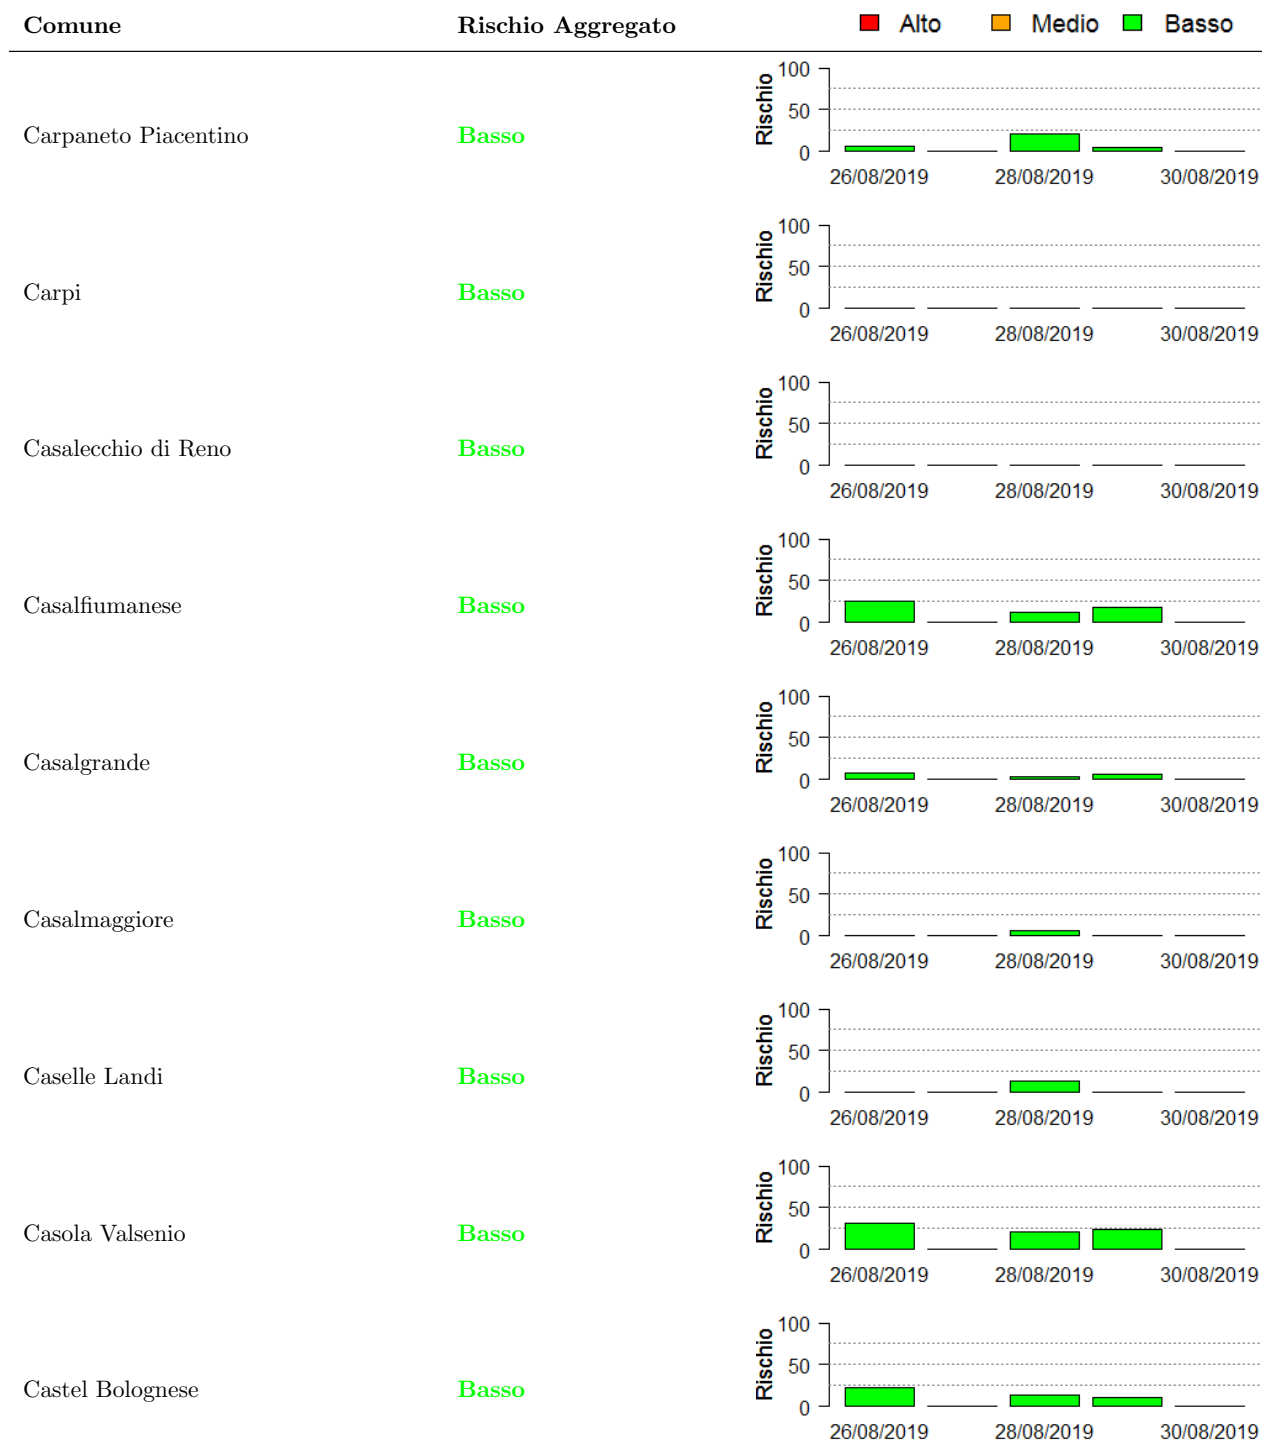 Comune Rischio Aggregato Alto Medio Basso
100
50
0
Rischio
Carpaneto Piacentino Basso
26/08/2019 28/08/2019 30/08/2019
100
50
0
Rischio
Carpi Basso
26/08/2019 28/08/2019 30/08/2019
100
50
0
Rischio
Casalecchio di Reno Basso
26/08/2019 28/08/2019 30/08/2019
100
50
0
Rischio
Casalfiumanese Basso
26/08/2019 28/08/2019 30/08/2019
100
50
0
Rischio
Casalgrande Basso
26/08/2019 28/08/2019 30/08/2019
100
50
0
Rischio
Casalmaggiore Basso
26/08/2019 28/08/2019 30/08/2019
100
50
0
Rischio
Caselle Landi Basso
26/08/2019 28/08/2019 30/08/2019
100
50
0
Rischio
Casola Valsenio Basso
26/08/2019 28/08/2019 30/08/2019
100
50
0
Rischio
Castel Bolognese Basso
26/08/2019 28/08/2019 30/08/2019